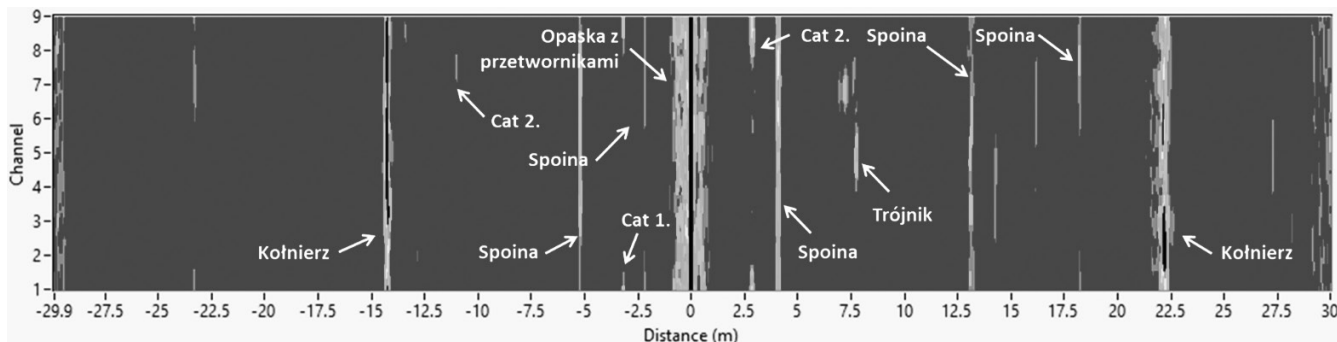 9
8
7
6
5
4
3
2
1
Channel
Opaska z
przetwornikami
Cat 2.
Spoina
Spoina
Cat 2.
Spoina
Trójnik
Cat 1.
Kołnierz
Spoina
Spoina
Kołnierz
-29.9 -27.5 -25 -22.5 -20 -17.5 -15 -12.5 -10 -7.5 -5 -2.5 0 2.5 5 7.5 10 12.5 15 17.5 20 22.5 25 27.5 30
Distance (m)